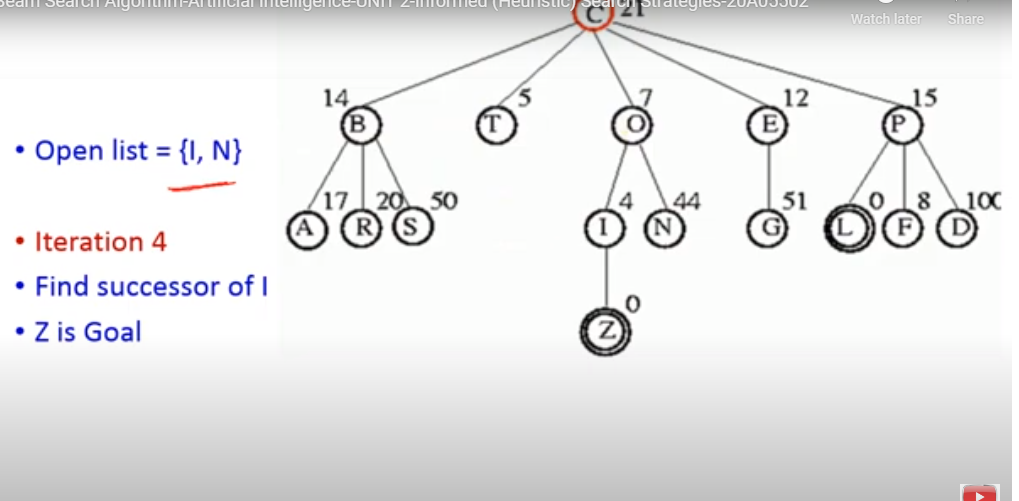 Beam Search Algorithm-Artificial Intelligence-UNIT 2-Informed (Heuristic) Search Strategies-20A05502
Watch later Share
C 21
14 5 7 12 15
B T O E P
• Open list = {I, N}
17 20 50 4 44 51 0 8 100
A R S I N G L F D
• Iteration 4
• Find successor of I
0
• Z is Goal
Z